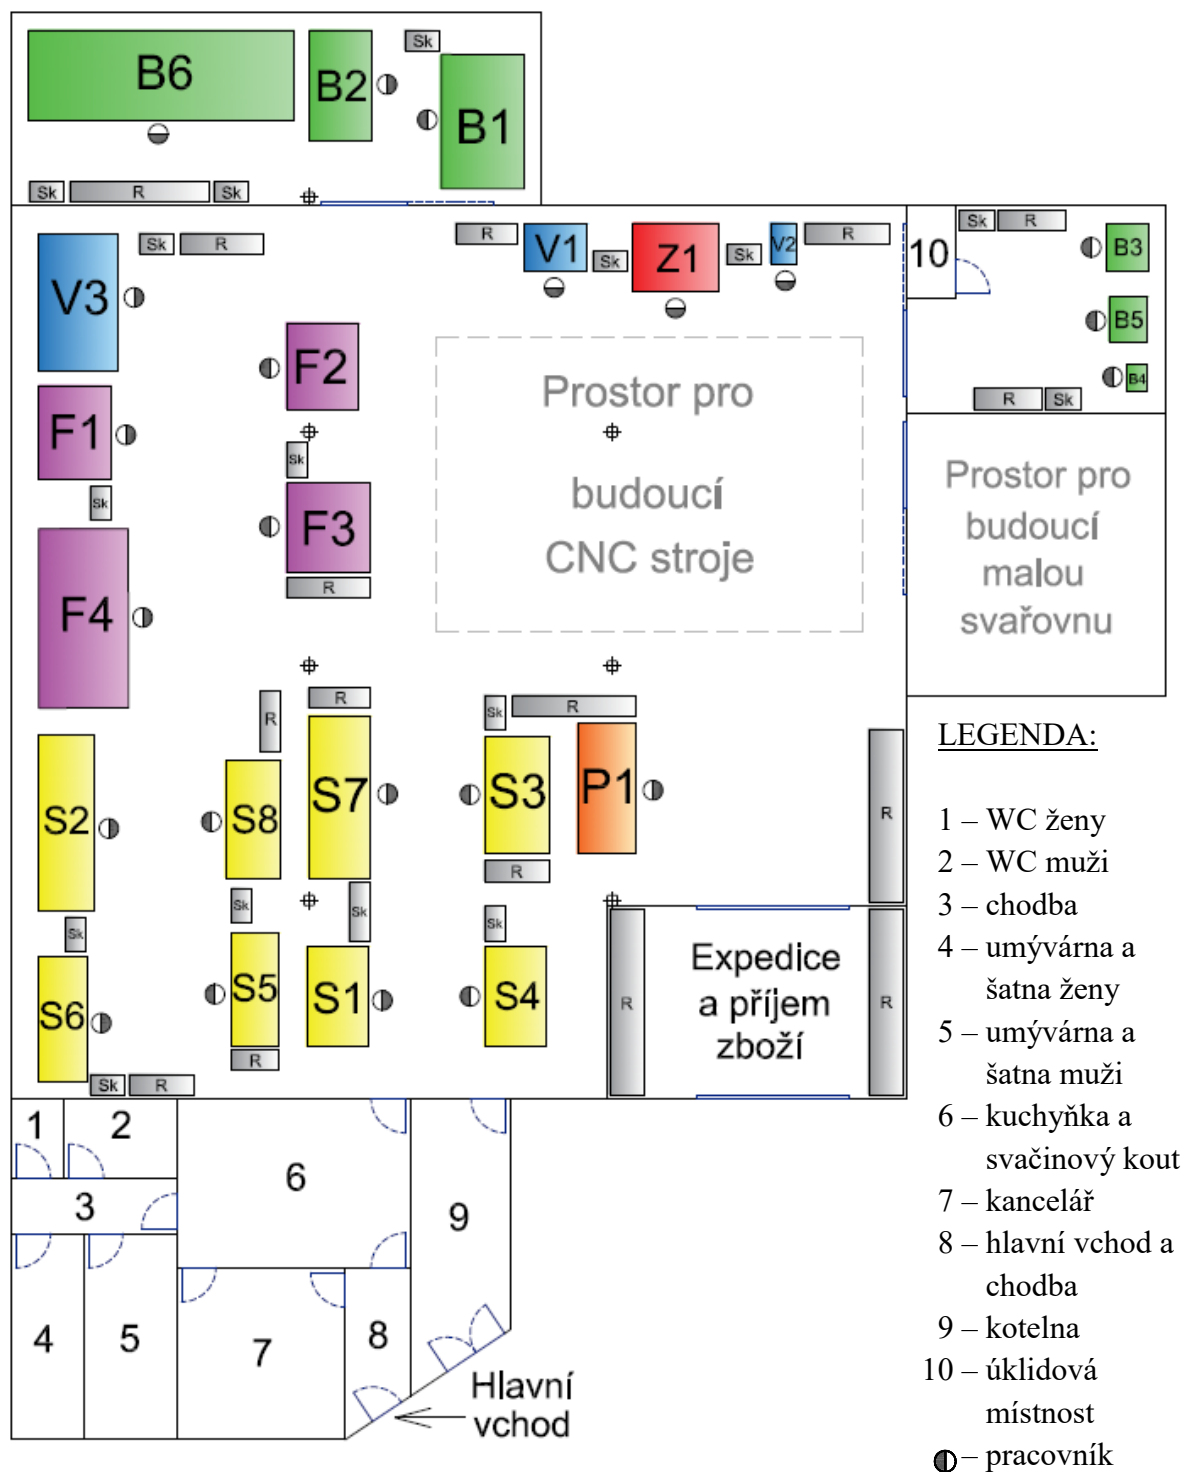 B6
B2
Sk
B1
Sk
R
Sk
V3
Sk
R
R
V1
Sk
Z1
Sk
V2
R
10
Sk
R
B3
B5
B4
R
Sk
F2
F1
Sk
Sk
F3
R
F4
Prostor pro
budoucí
CNC stroje
Prostor pro
budoucí
malou
svařovnu
R
R
Sk
R
S2
S8
S7
S3
P1
R
R
Sk
Sk
Sk
Sk
S6
S5
S1
S4
R
Sk
R
R
Expedice
a příjem
zboží
R
1
2
3
4
5
6
7
8
9
Hlavní
vchod
LEGENDA:
1 – WC ženy
2 – WC muži
3 – chodba
4 – umývárna a
šatna ženy
5 – umývárna a
šatna muži
6 – kuchyňka a
svačinový kout
7 – kancelář
8 – hlavní vchod a
chodba
9 – kotelna
10 – úklidová
místnost
– pracovník